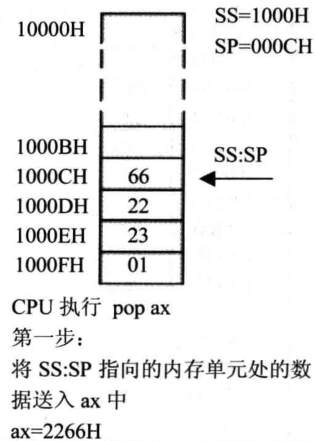 10000H
SS=1000H
SP=000CH
1000BH
SS:SP
1000CH 66
1000DH 22
1000EH 23
1000FH 01
CPU 执行 pop ax
第一步：
将 SS:SP 指向的内存单元处的数
据送入 ax 中
ax=2266H